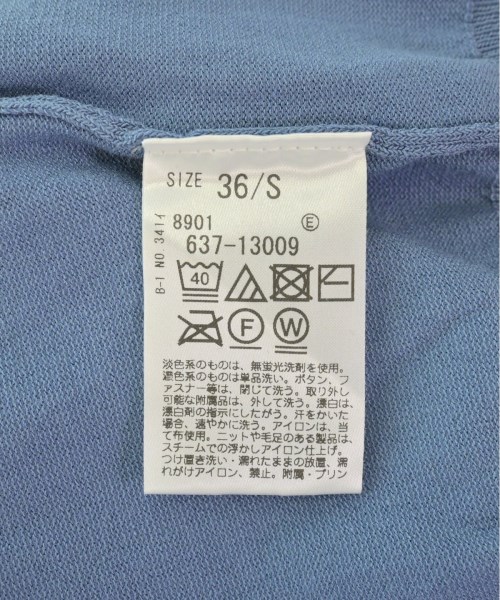 SIZE 36/S
8901 Ⓔ
637-13009
B-1 NO. 3414
40
F W
淡色系のものは、無蛍光洗剤を使用。
濃色系のものは単品洗い。ボタン、フ
ァスナー等は、閉じて洗う。取り外し
可能な附属品は、外して洗う。漂白は、
漂白剤の指示にしたがう。汗をかいた
場合、速やかに洗う。アイロンは、当
て布使用。ニットや毛足のある製品は、
スチームでの浮かしアイロン仕上げ。
つけ置き洗い・濡れたままの放置、濡
れがけアイロン、禁止。附属・プリン